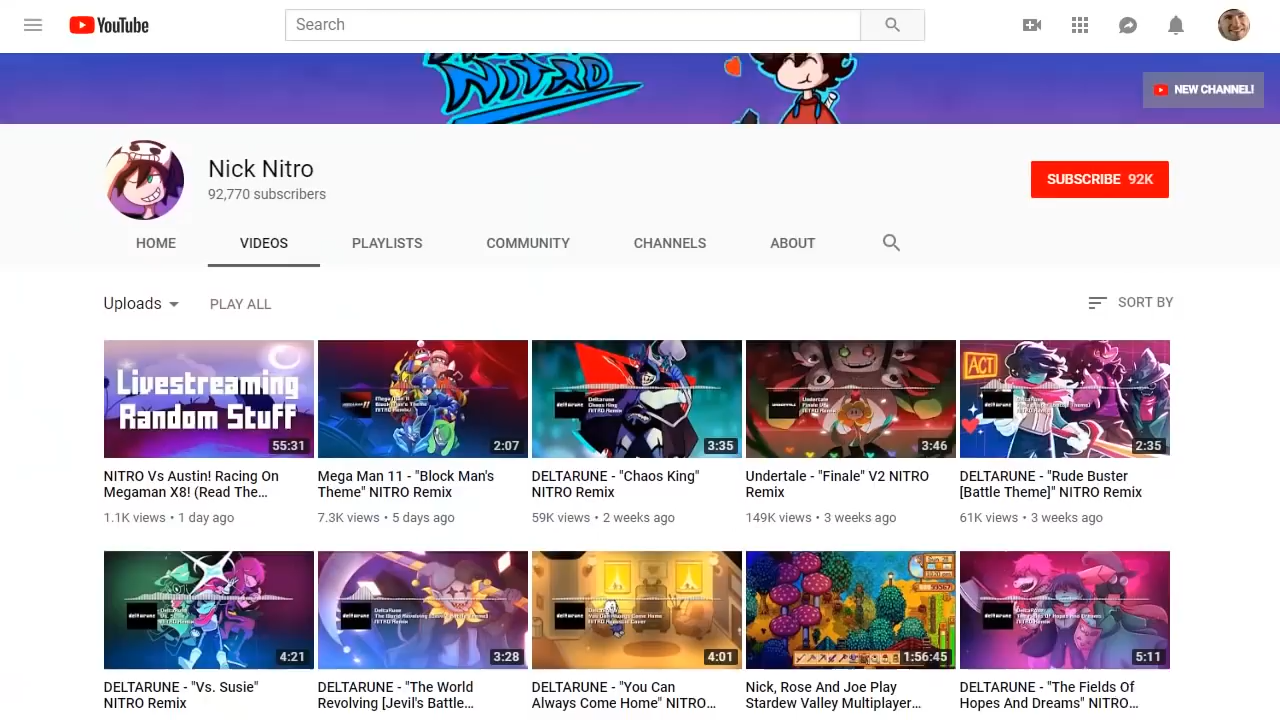 YouTube
Search
NITRO
NEW CHANNEL!
Nick Nitro
92,770 subscribers
SUBSCRIBE 92K
HOME VIDEOS PLAYLISTS COMMUNITY CHANNELS ABOUT
Uploads PLAY ALL SORT BY
Livestreaming
Random Stuff
ACT
55:31 2:07 3:35 3:46 2:35
NITRO Vs Austin! Racing On
Megaman X8! (Read The…
1.1K views • 1 day ago
Mega Man 11 - "Block Man's
Theme" NITRO Remix
7.3K views • 5 days ago
DELTARUNE - "Chaos King"
NITRO Remix
59K views • 2 weeks ago
Undertale - "Finale" V2 NITRO
Remix
149K views • 3 weeks ago
DELTARUNE - "Rude Buster
[Battle Theme]" NITRO Remix
61K views • 3 weeks ago
4:21 3:28 4:01 1:56:45 5:11
DELTARUNE - "Vs. Susie"
NITRO Remix
DELTARUNE - "The World
Revolving [Jevil's Battle…
DELTARUNE - "You Can
Always Come Home" NITRO…
Nick, Rose And Joe Play
Stardew Valley Multiplayer…
DELTARUNE - "The Fields Of
Hopes And Dreams" NITRO…